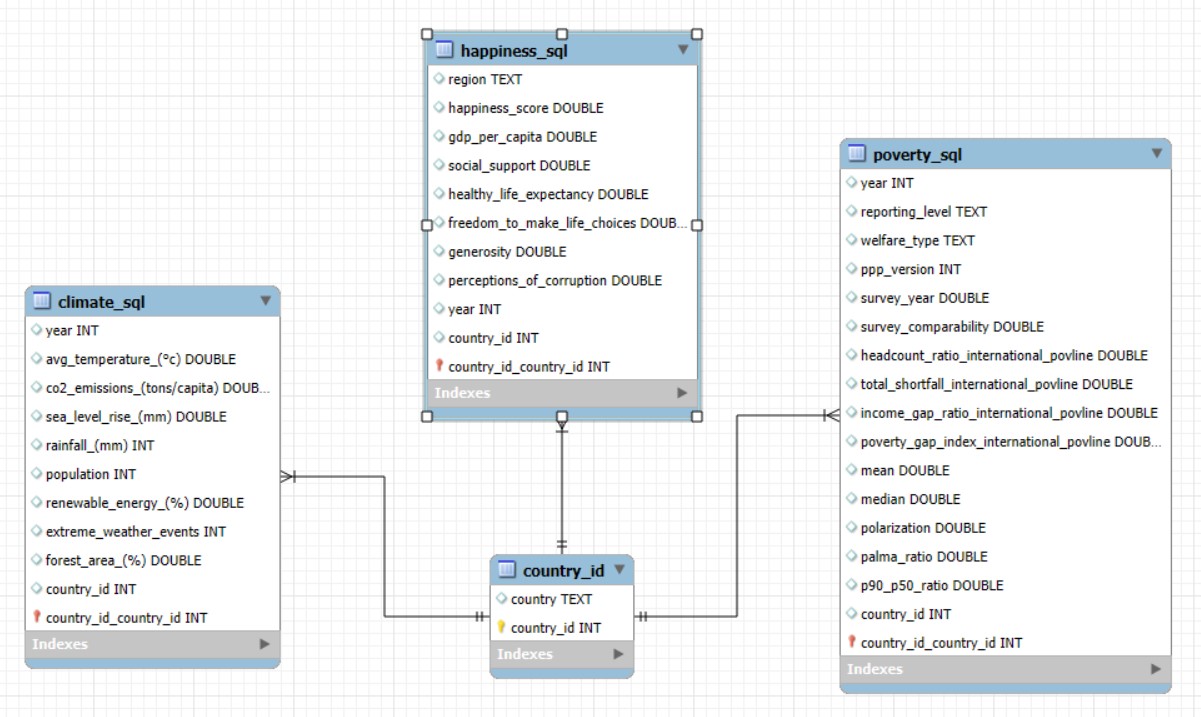 happiness_sql
region TEXT
happiness_score DOUBLE
gdp_per_capita DOUBLE
social_support DOUBLE
healthy_life_expectancy DOUBLE
freedom_to_make_life_choices DOUB...
generosity DOUBLE
perceptions_of_corruption DOUBLE
year INT
country_id INT
country_id_country_id INT
Indexes
climate_sql
year INT
avg_temperature_(°c) DOUBLE
co2_emissions_(tons/capita) DOUB...
sea_level_rise_(mm) DOUBLE
rainfall_(mm) INT
population INT
renewable_energy_(%) DOUBLE
extreme_weather_events INT
forest_area_(%) DOUBLE
country_id INT
country_id_country_id INT
Indexes
country_id
country TEXT
country_id INT
Indexes
poverty_sql
year INT
reporting_level TEXT
welfare_type TEXT
ppp_version INT
survey_year DOUBLE
survey_comparability DOUBLE
headcount_ratio_international_povline DOUBLE
total_shortfall_international_povline DOUBLE
income_gap_ratio_international_povline DOUBLE
poverty_gap_index_international_povline DOUB...
mean DOUBLE
median DOUBLE
polarization DOUBLE
palma_ratio DOUBLE
p90_p50_ratio DOUBLE
country_id INT
country_id_country_id INT
Indexes